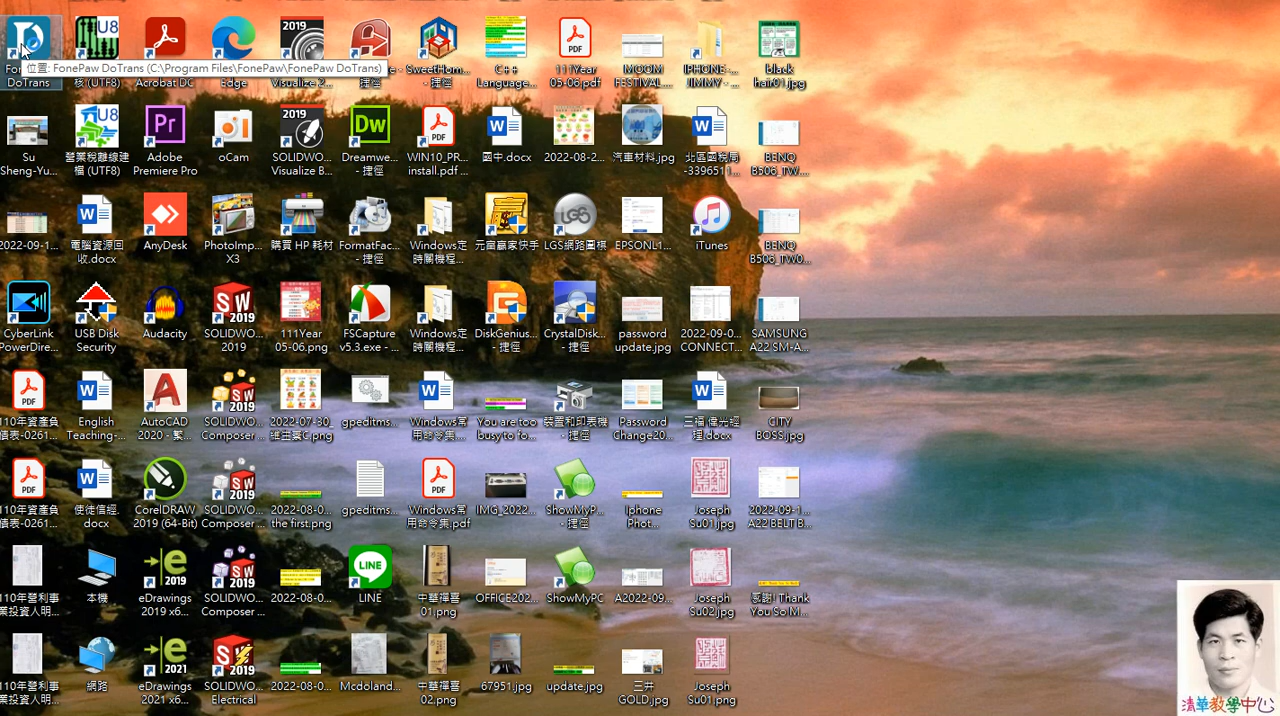 位置: FonePaw DoTrans (C:\Program Files\FonePaw\FonePaw DoTrans)
DoTrans
(UTF8)
Acrobat DC
Edge
Visualize 2...
捷徑
SweetHom...
- 捷徑
C++
Language...
111Year
05-06.pdf
MOOM
FESTIVAL....
IPHONE-...
JIMMY-...
black
hair01.jpg
Su
Sheng-Yu...
營業稅離線建
檔 (UTF8)
Adobe
Premiere Pro
oCam
SOLIDWO...
Visualize B...
Dreamwe...
- 捷徑
WIN10_PR...
install.pdf ...
國中.docx
2022-08-2...
汽車材料.jpg
北區國稅局
-3396511...
BENQ
B506_TW....
2022-09-1...
電腦資源回
收.docx
AnyDesk
PhotoImp...
X3
購買 HP 耗材
FormatFac...
- 捷徑
Windows定
時關機程...
元富贏家快手
LGS網路圍棋
EPSONL1...
iTunes
BENQ
B506_TW0...
CyberLink
PowerDire...
USB Disk
Security
Audacity
SOLIDWO...
2019
111Year
05-06.png
FSCapture
v5.3.exe - ...
Windows定
時關機程...
DiskGenius...
- 捷徑
CrystalDisk...
- 捷徑
password
update.jpg
2022-09-0...
CONNECT...
SAMSUNG
A22 SM-A...
110年資產負
債表-0261...
English
Teaching-...
AutoCAD
2020 - 繁...
SOLIDWO...
Composer ...
2022-07-30_
gpeditms...
Windows常
用命令集...
You are too
busy to fo...
裝置和印表機
- 捷徑
Password
Change20...
三福 偉光經
理.docx
CITY
BOSS.jpg
110年資產負
債表-0261...
使徒信經.
docx
CorelDRAW
2019 (64-Bit)
SOLIDWO...
Composer ...
2022-08-0...
the first.png
gpeditms...
Windows常
用命令集.pdf
IMG_2022...
ShowMyP...
- 捷徑
Iphone
Phot...
Joseph
Su01.jpg
2022-09-1...
A22 BELT B...
110年營利事
業投資人明...
本機
eDrawings
2019 x6...
SOLIDWO...
Composer ...
2022-08-0...
LINE
中華禪喜
01.png
OFFICE202...
ShowMyPC
A2022-09...
Joseph
Su02.jpg
感謝! Thank
You So M...
110年營利事
業投資人明...
網路
eDrawings
2021 x6...
SOLIDWO...
Electrical
2022-08-0...
Mcdoland...
中華禪喜
02.png
67951.jpg
update.jpg
三井
GOLD.jpg
Joseph
Su01.png
清華教學中心